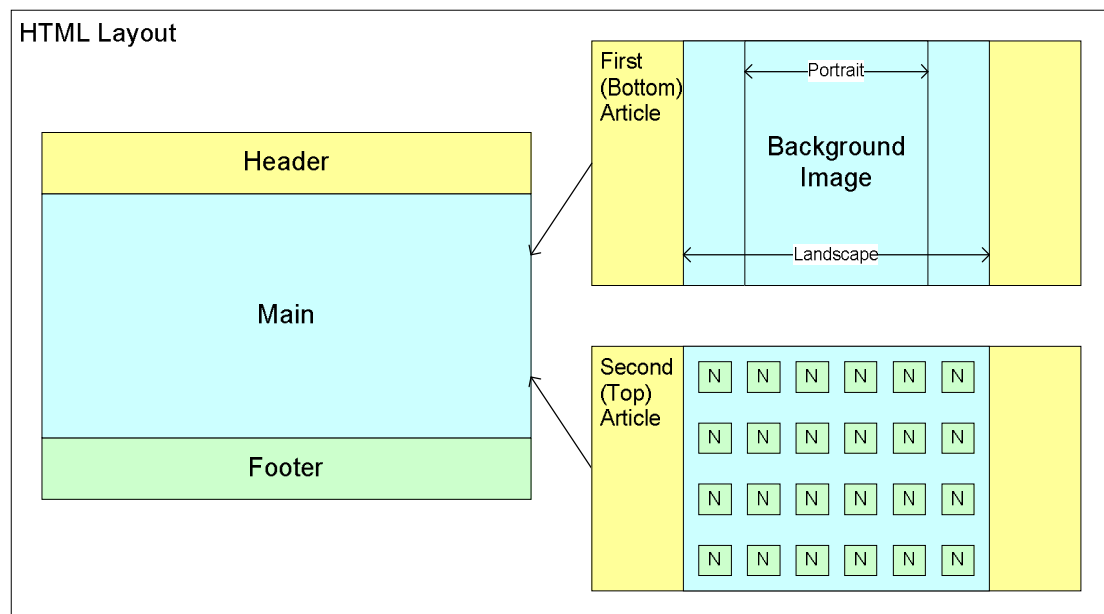 HTML Layout
Header
Main
Footer
First
(Bottom)
Article
Portrait
Background
Image
Landscape
Second
(Top)
Article
N N N N N N
N N N N N N
N N N N N N
N N N N N N